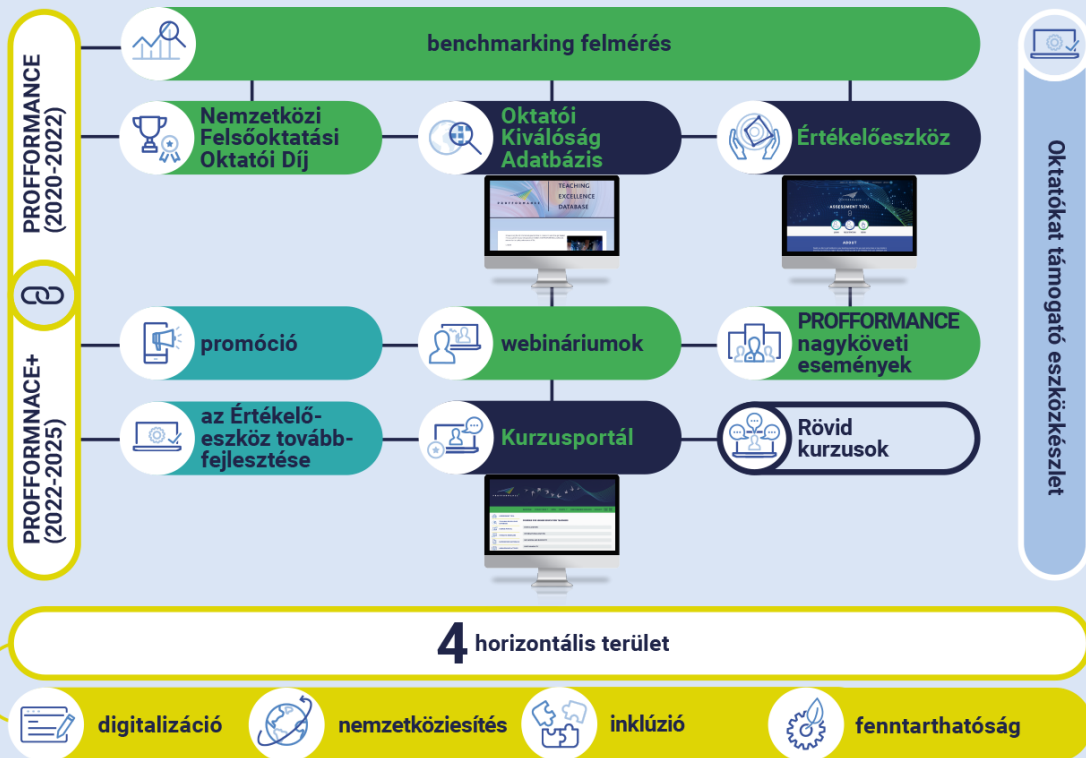 PROFFORMANCE
(2020-2022)
benchmarking felmérés
Nemzetközi
Felsőoktatási
Oktatói Díj
Oktatói
Kiválóság
Adatbázis
Értékelőeszköz
TEACHING
EXCELLENCE
DATABASE
ASSESSMENT TOOL
PROFFORMNACE+
(2022-2025)
promóció
webináriumok
PROFFORMANCE
nagyköveti
események
az Értékelő-
eszköz tovább-
fejlesztése
Kurzusportál
Rövid
kurzusok
Oktatókat támogató eszközkészlet
4 horizontális terület
digitalizáció
nemzetköziesítés
inklúzió
fenntarthatóság